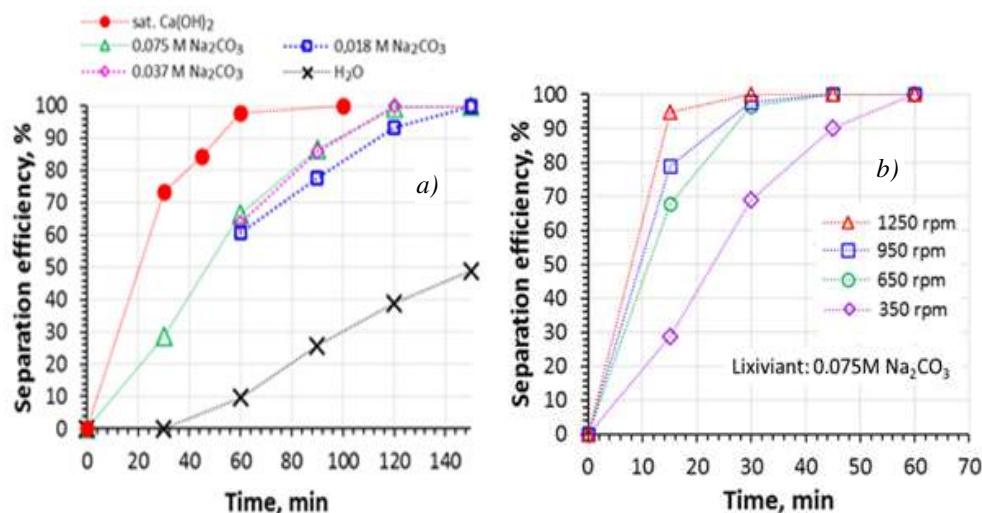 sat. Ca(OH)₂
0.075 M Na₂CO₃
0,018 M Na₂CO₃
0.037 M Na₂CO₃
H₂O
Separation efficiency, %
100
90
80
70
60
50
40
30
20
10
0
0 20 40 60 80 100 120 140
Time, min
a)
Separation efficiency, %
100
90
80
70
60
50
40
30
20
10
0
0 10 20 30 40 50 60 70
Time, min
b)
1250 rpm
950 rpm
650 rpm
350 rpm
Lixiviant: 0.075M Na₂CO₃